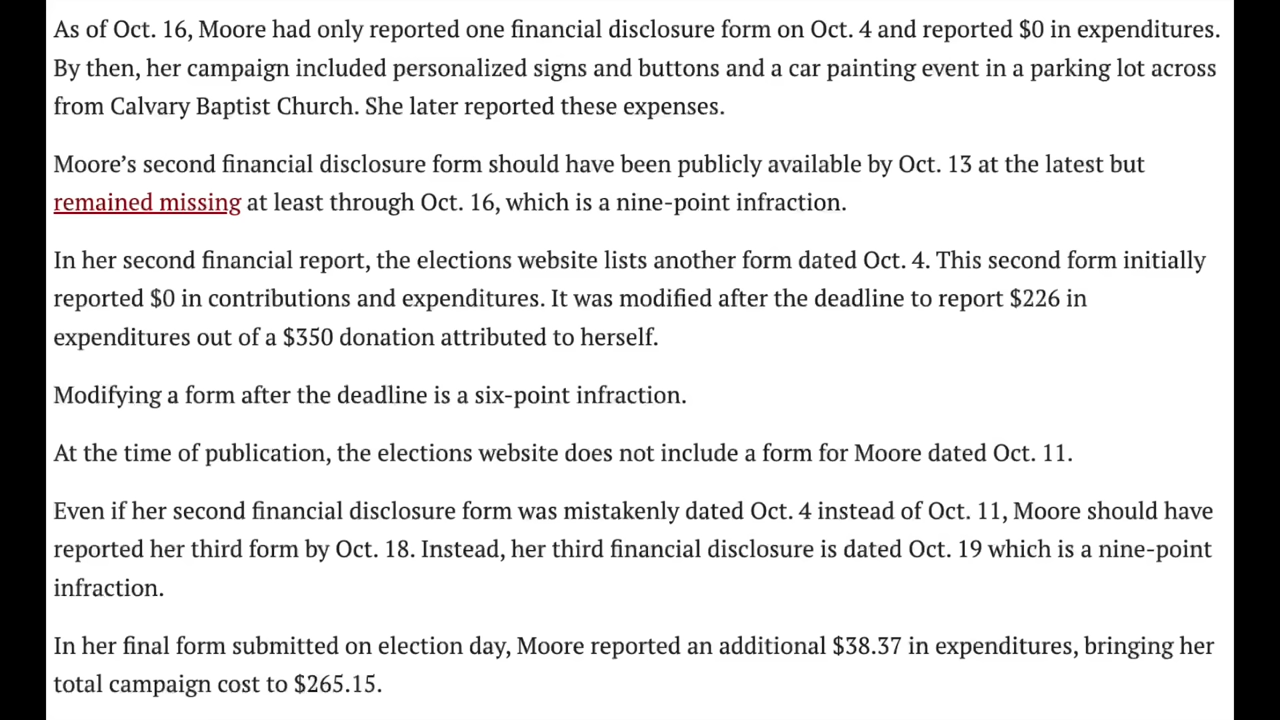 As of Oct. 16, Moore had only reported one financial disclosure form on Oct. 4 and reported $0 in expenditures.
By then, her campaign included personalized signs and buttons and a car painting event in a parking lot across
from Calvary Baptist Church. She later reported these expenses.
Moore’s second financial disclosure form should have been publicly available by Oct. 13 at the latest but
remained missing at least through Oct. 16, which is a nine-point infraction.
In her second financial report, the elections website lists another form dated Oct. 4. This second form initially
reported $0 in contributions and expenditures. It was modified after the deadline to report $226 in
expenditures out of a $350 donation attributed to herself.
Modifying a form after the deadline is a six-point infraction.
At the time of publication, the elections website does not include a form for Moore dated Oct. 11.
Even if her second financial disclosure form was mistakenly dated Oct. 4 instead of Oct. 11, Moore should have
reported her third form by Oct. 18. Instead, her third financial disclosure is dated Oct. 19 which is a nine-point
infraction.
In her final form submitted on election day, Moore reported an additional $38.37 in expenditures, bringing her
total campaign cost to $265.15.